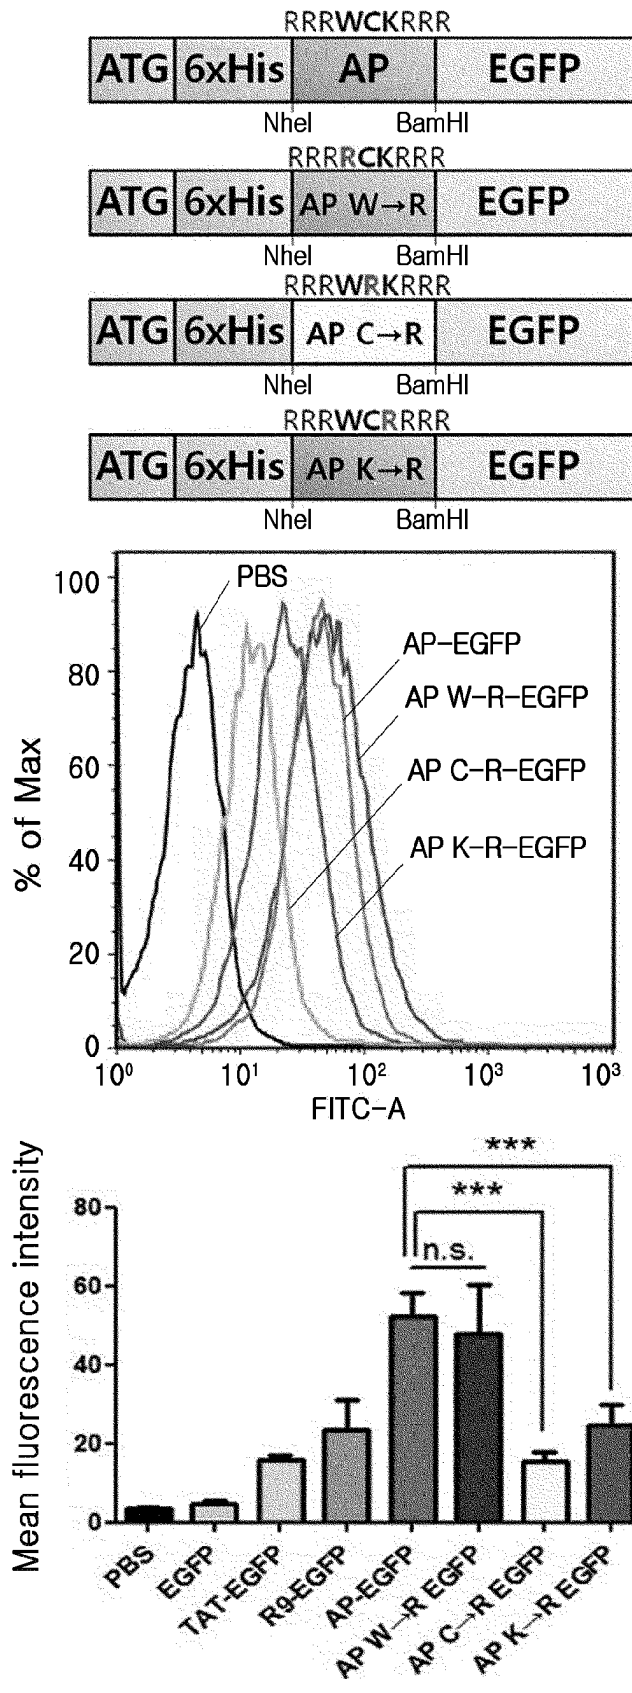 RRRWCKRRR
ATG 6xHis AP EGFP
NheI BamHI
RRRRCKRRR
ATG 6xHis AP W→R EGFP
NheI BamHI
RRRWRKRRR
ATG 6xHis AP C→R EGFP
NheI BamHI
RRRWCRRRR
ATG 6xHis AP K→R EGFP
NheI BamHI
100
80
60
40
20
0
% of Max
PBS
AP-EGFP
AP W-R-EGFP
AP C-R-EGFP
AP K-R-EGFP
10⁰ 10¹ 10² 10³ 10³
FITC-A
Mean fluorescence intensity
80
60
40
20
0
***
***
n.s.
PBS
EGFP
TAT-EGFP
R9-EGFP
AP-EGFP
AP W→R EGFP
AP C→R EGFP
AP K→R EGFP